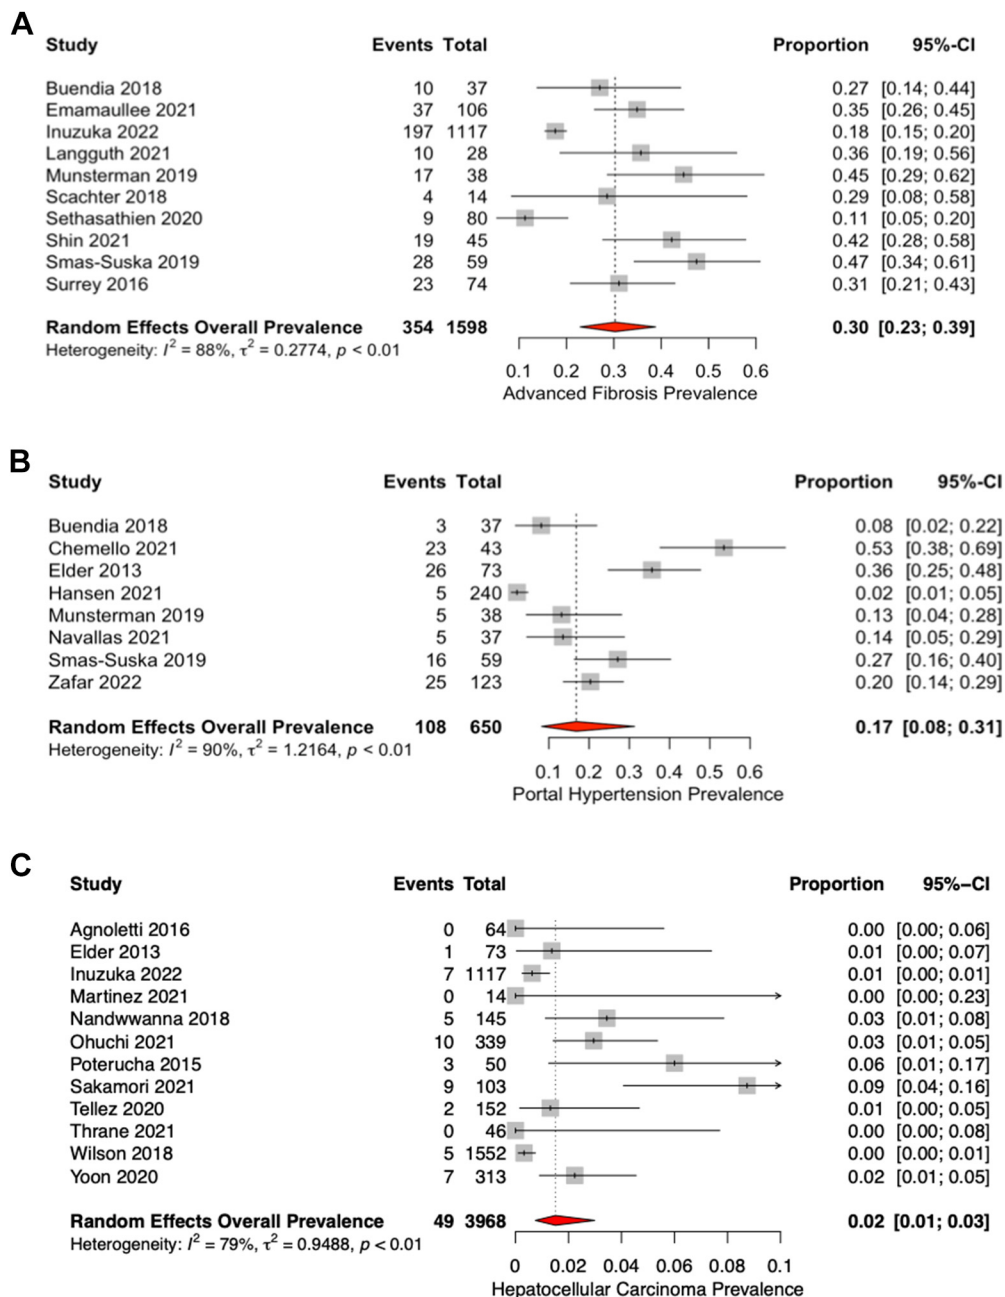 A
Study Events Total Proportion 95%-CI
Buendia 2018 10 37 0.27 [0.14; 0.44]
Emamaullee 2021 37 106 0.35 [0.26; 0.45]
Inuzuka 2022 197 1117 0.18 [0.15; 0.20]
Langguth 2021 10 28 0.36 [0.19; 0.56]
Munsterman 2019 17 38 0.45 [0.29; 0.62]
Scachter 2018 4 14 0.29 [0.08; 0.58]
Sethasathien 2020 9 80 0.11 [0.05; 0.20]
Shin 2021 19 45 0.42 [0.28; 0.58]
Smas-Suska 2019 28 59 0.47 [0.34; 0.61]
Surrey 2016 23 74 0.31 [0.21; 0.43]
Random Effects Overall Prevalence 354 1598 0.30 [0.23; 0.39]
Heterogeneity: I² = 88%, τ² = 0.2774, p < 0.01
0.1 0.2 0.3 0.4 0.5 0.6
Advanced Fibrosis Prevalence
B
Study Events Total Proportion 95%-CI
Buendia 2018 3 37 0.08 [0.02; 0.22]
Chemello 2021 23 43 0.53 [0.38; 0.69]
Elder 2013 26 73 0.36 [0.25; 0.48]
Hansen 2021 5 240 0.02 [0.01; 0.05]
Munsterman 2019 5 38 0.13 [0.04; 0.28]
Navallas 2021 5 37 0.14 [0.05; 0.29]
Smas-Suska 2019 16 59 0.27 [0.16; 0.40]
Zafar 2022 25 123 0.20 [0.14; 0.29]
Random Effects Overall Prevalence 108 650 0.17 [0.08; 0.31]
Heterogeneity: I² = 90%, τ² = 1.2164, p < 0.01
0.1 0.2 0.3 0.4 0.5 0.6
Portal Hypertension Prevalence
C
Study Events Total Proportion 95%–CI
Agnoletti 2016 0 64 0.00 [0.00; 0.06]
Elder 2013 1 73 0.01 [0.00; 0.07]
Inuzuka 2022 7 1117 0.01 [0.00; 0.01]
Martinez 2021 0 14 0.00 [0.00; 0.23]
Nandwwanna 2018 5 145 0.03 [0.01; 0.08]
Ohuchi 2021 10 339 0.03 [0.01; 0.05]
Poterucha 2015 3 50 0.06 [0.01; 0.17]
Sakamori 2021 9 103 0.09 [0.04; 0.16]
Tellez 2020 2 152 0.01 [0.00; 0.05]
Thrane 2021 0 46 0.00 [0.00; 0.08]
Wilson 2018 5 1552 0.00 [0.00; 0.01]
Yoon 2020 7 313 0.02 [0.01; 0.05]
Random Effects Overall Prevalence 49 3968 0.02 [0.01; 0.03]
Heterogeneity: I² = 79%, τ² = 0.9488, p < 0.01
0 0.02 0.04 0.06 0.08 0.1
Hepatocellular Carcinoma Prevalence